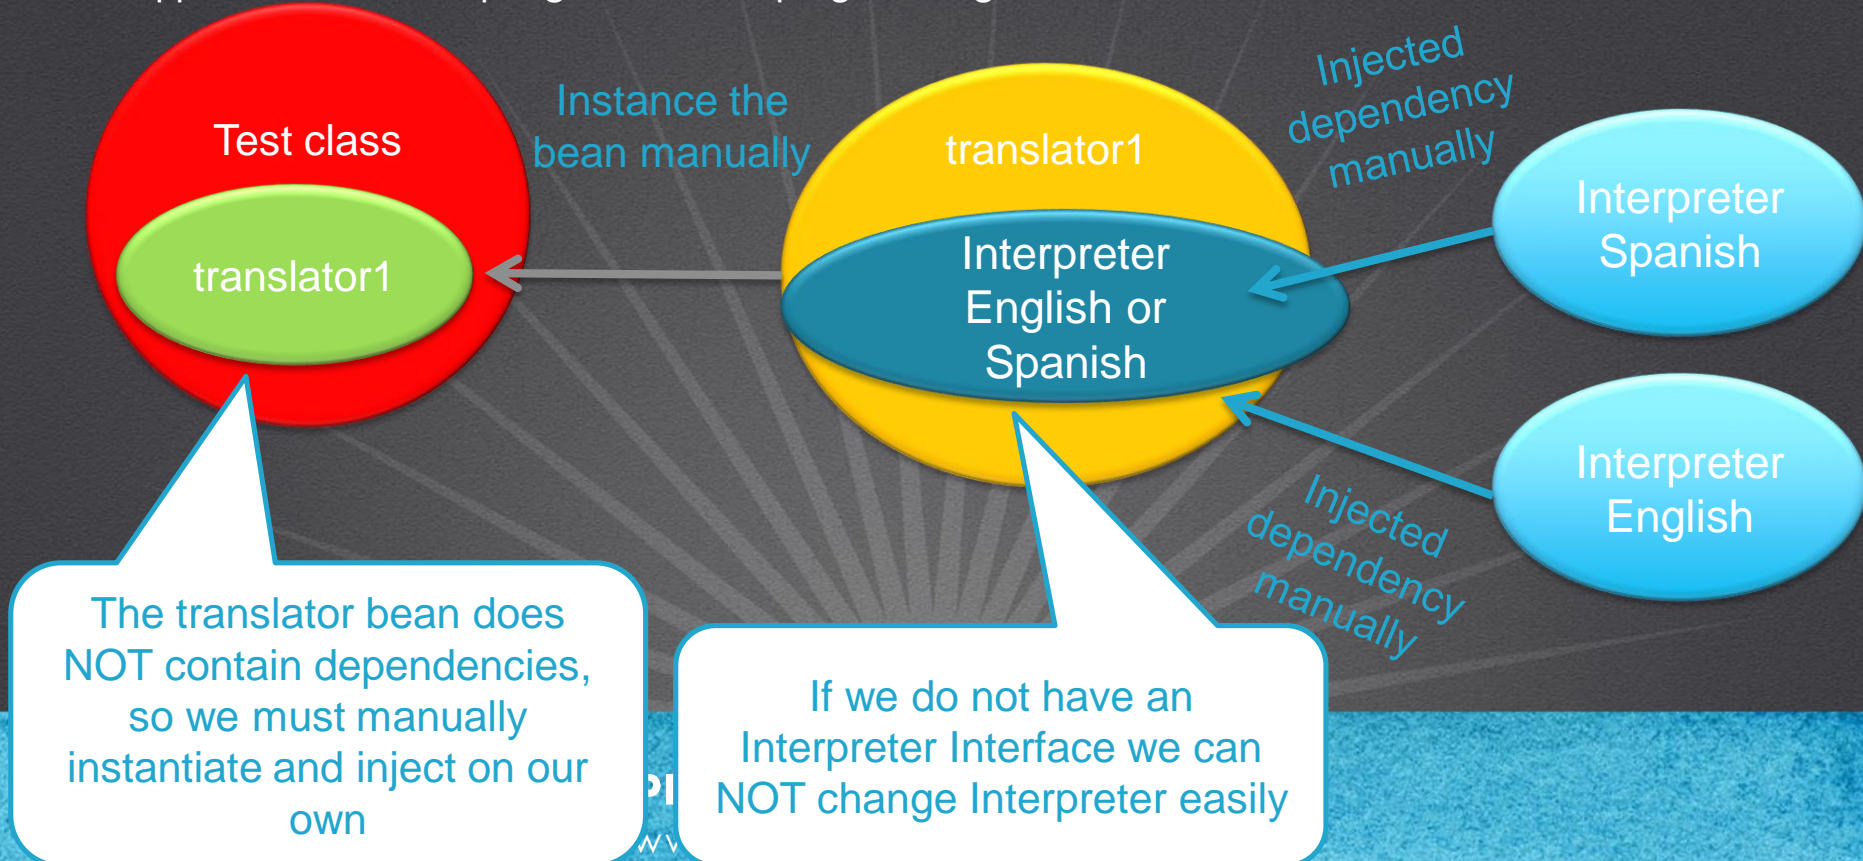 Test class
translator1
Instance the
bean manually
translator1
Interpreter
English or
Spanish
Injected
dependency
manually
Interpreter
Spanish
Injected
dependency
manually
Interpreter
English
The translator bean does
NOT contain dependencies,
so we must manually
instantiate and inject on our
own
If we do not have an
Interpreter Interface we can
NOT change Interpreter easily